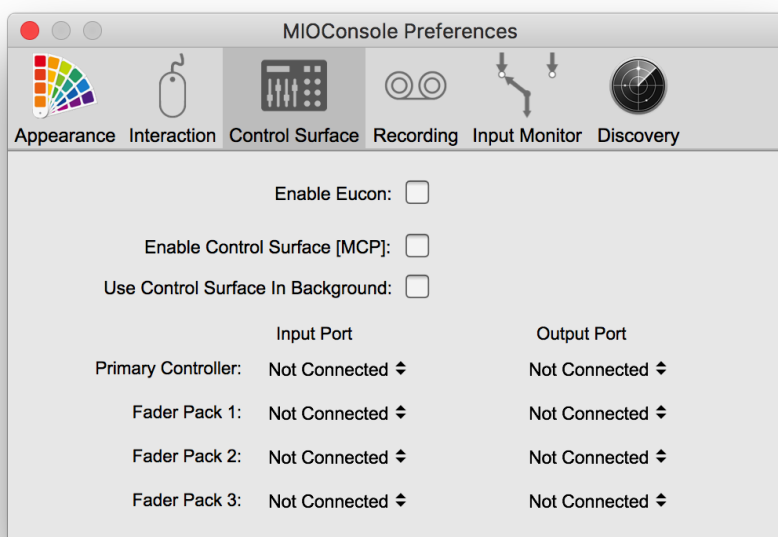 MIOConsole Preferences
Appearance Interaction Control Surface Recording Input Monitor Discovery
Enable Eucon:
Enable Control Surface [MCP]:
Use Control Surface In Background:
Input Port Output Port
Primary Controller: Not Connected Not Connected
Fader Pack 1: Not Connected Not Connected
Fader Pack 2: Not Connected Not Connected
Fader Pack 3: Not Connected Not Connected